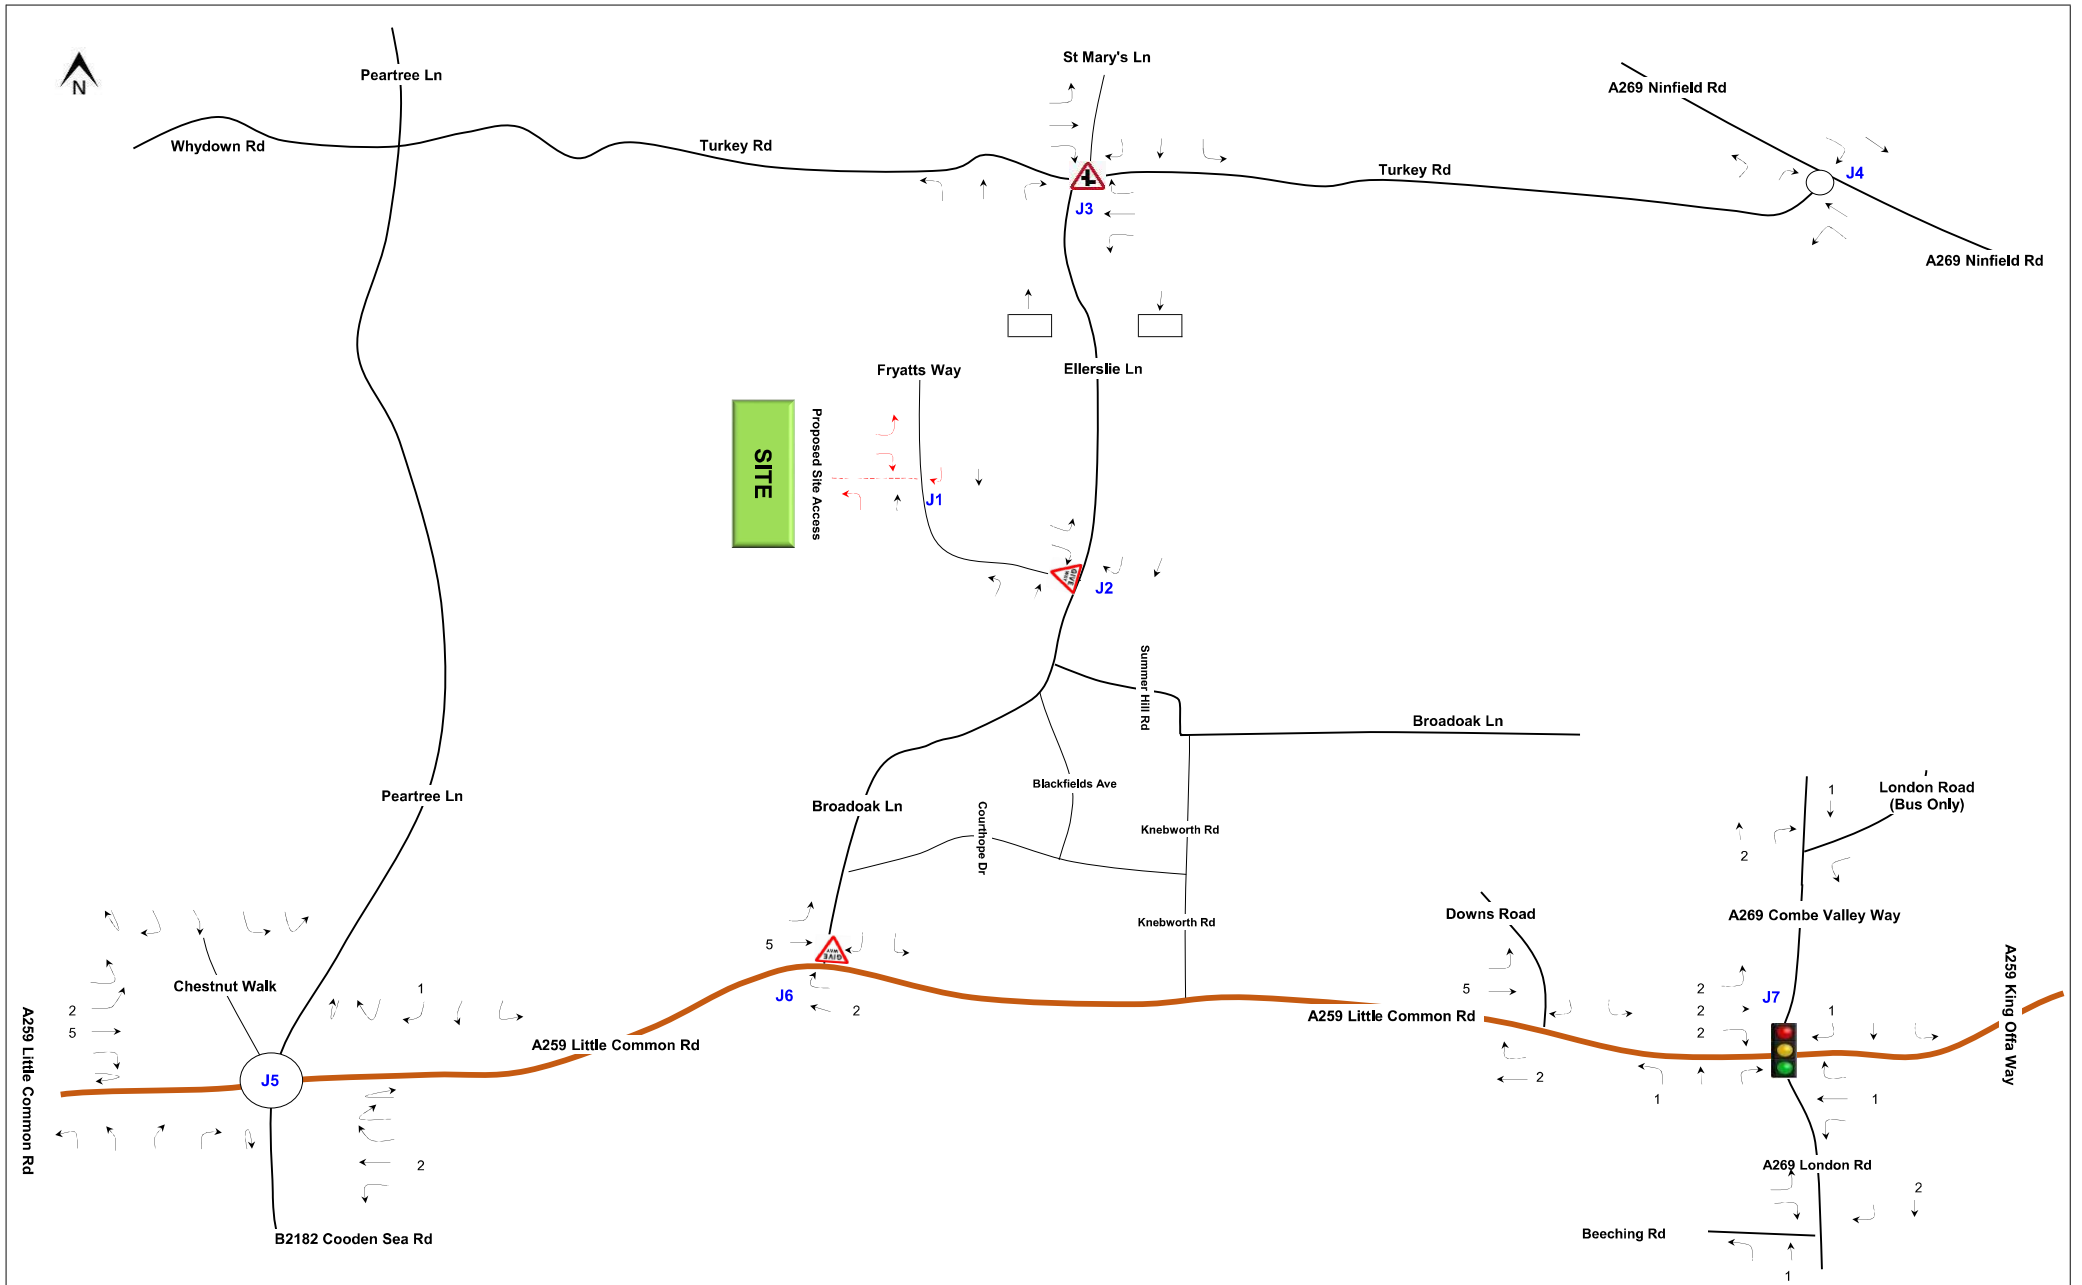 St Mary's Ln
Peartree Ln
A269 Ninfield Rd
N
Whydown Rd
Turkey Rd
Turkey Rd
J4
J3
A269 Ninfield Rd
Fryatts Way
Ellerslie Ln
SITE
Proposed Site Access
J1
GIVE
WAY
J2
Summer Hill Rd
Broadoak Ln
Blackfields Ave
Peartree Ln
Broadoak Ln
Courthope Dr
Knebworth Rd
1
London Road
(Bus Only)
2
Knebworth Rd
Downs Road
A269 Combe Valley Way
5
GIVE
WAY
Chestnut Walk
1
2
5
J6
2
5
2
2
2
J7
1
A259 King Offa Way
A259 Little Common Rd
A259 Little Common Rd
A259 Little Common Rd
J5
2
1
1
2
A269 London Rd
2
B2182 Cooden Sea Rd
Beeching Rd
1